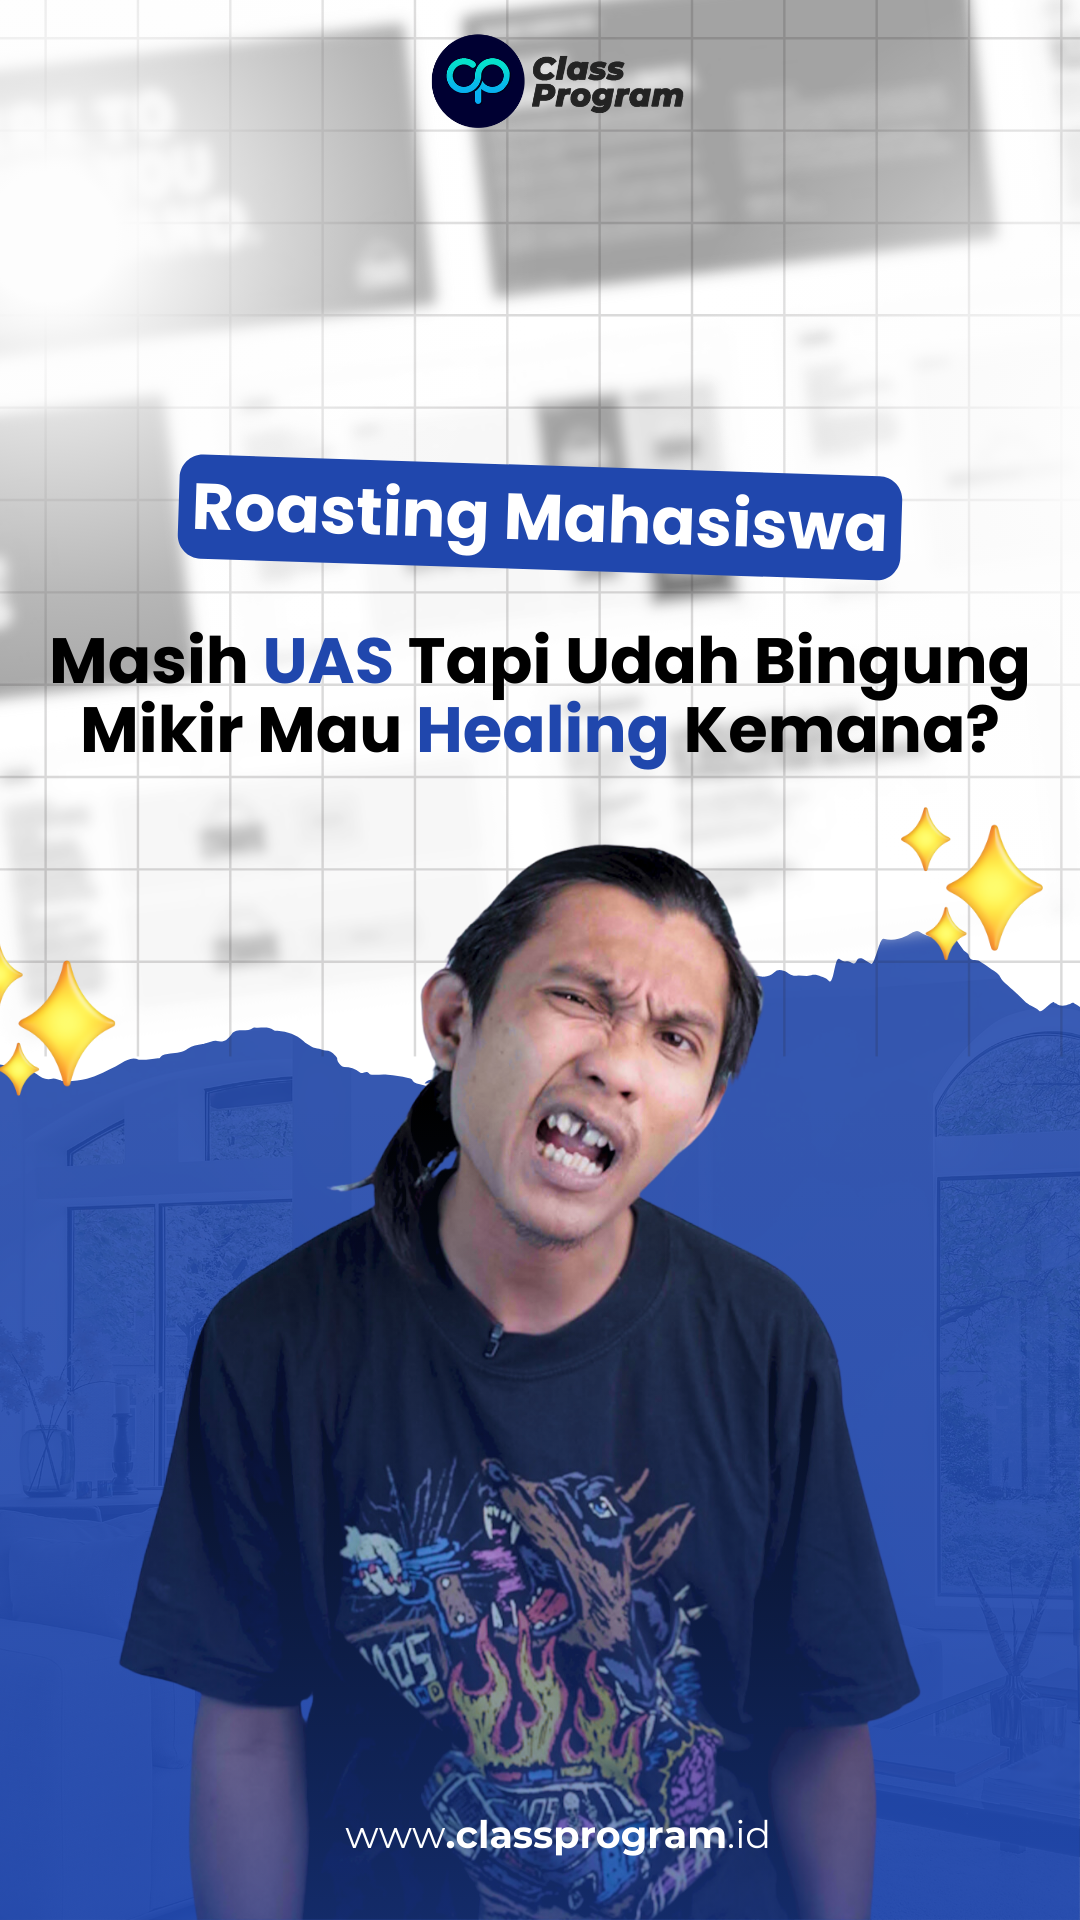 Class
Program
Roasting Mahasiswa
Masih UAS Tapi Udah Bingung
Mikir Mau Healing Kemana?
www.classprogram.id